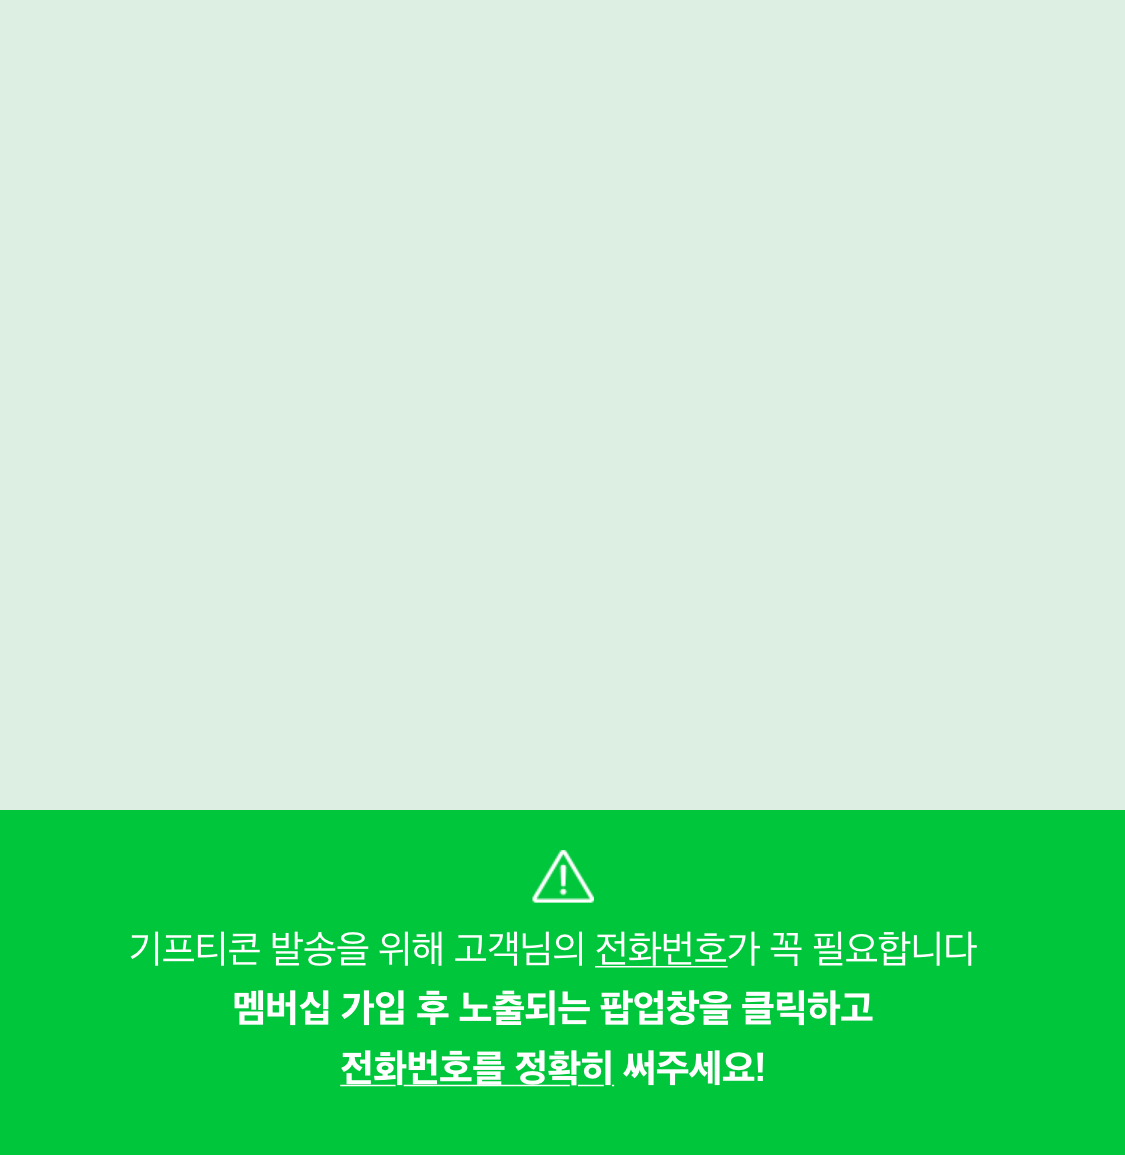 기프티콘 발송을 위해 고객님의 전화번호가 꼭 필요합니다
멤버십 가입 후 노출되는 팝업창을 클릭하고
전화번호를 정확히 써주세요!